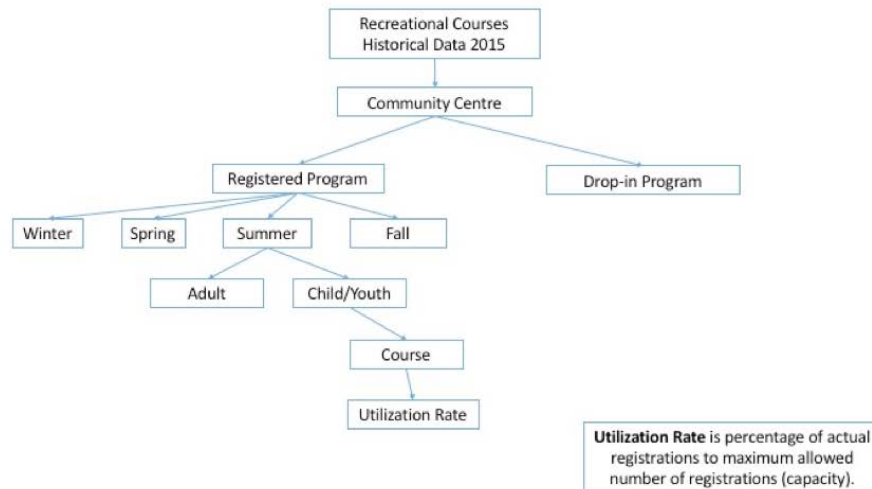 Recreational Courses
Historical Data 2015
Community Centre
Registered Program
Drop-in Program
Winter
Spring
Summer
Fall
Adult
Child/Youth
Course
Utilization Rate
Utilization Rate is percentage of actual
registrations to maximum allowed
number of registrations (capacity).